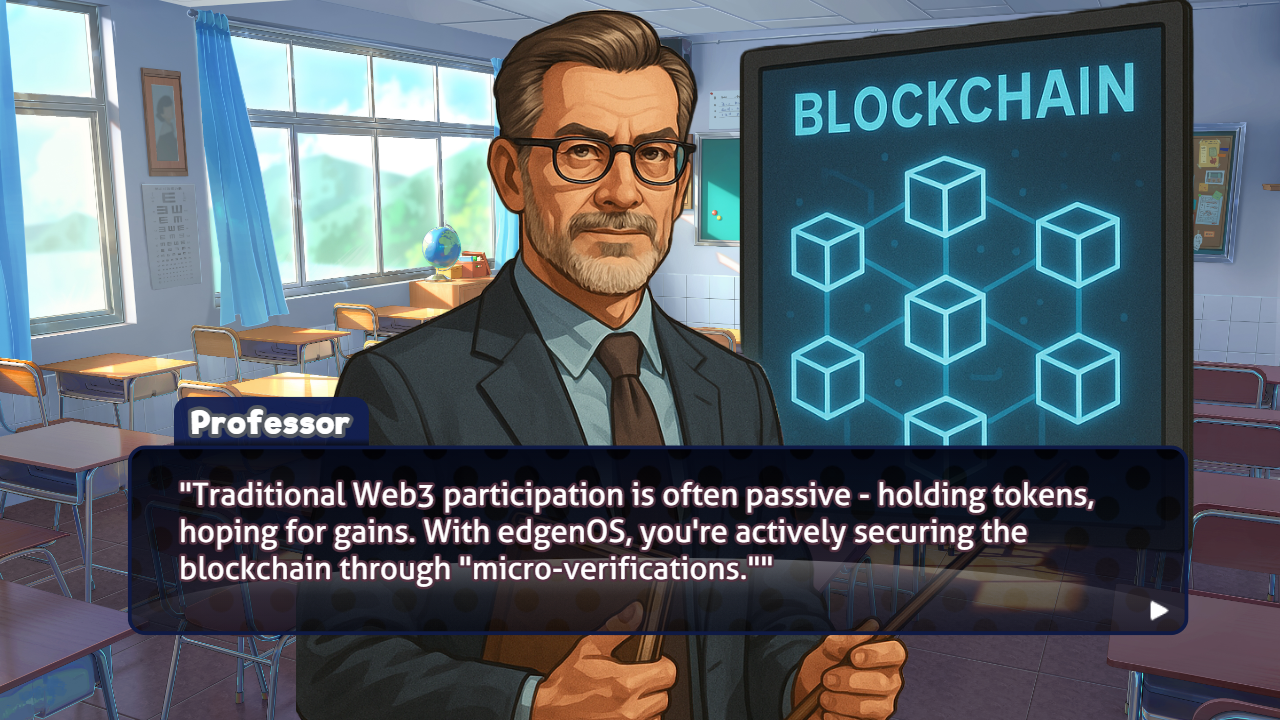 BLOCKCHAIN
Professor
"Traditional Web3 participation is often passive - holding tokens,
hoping for gains. With edgenOS, you're actively securing the
blockchain through "micro-verifications.""